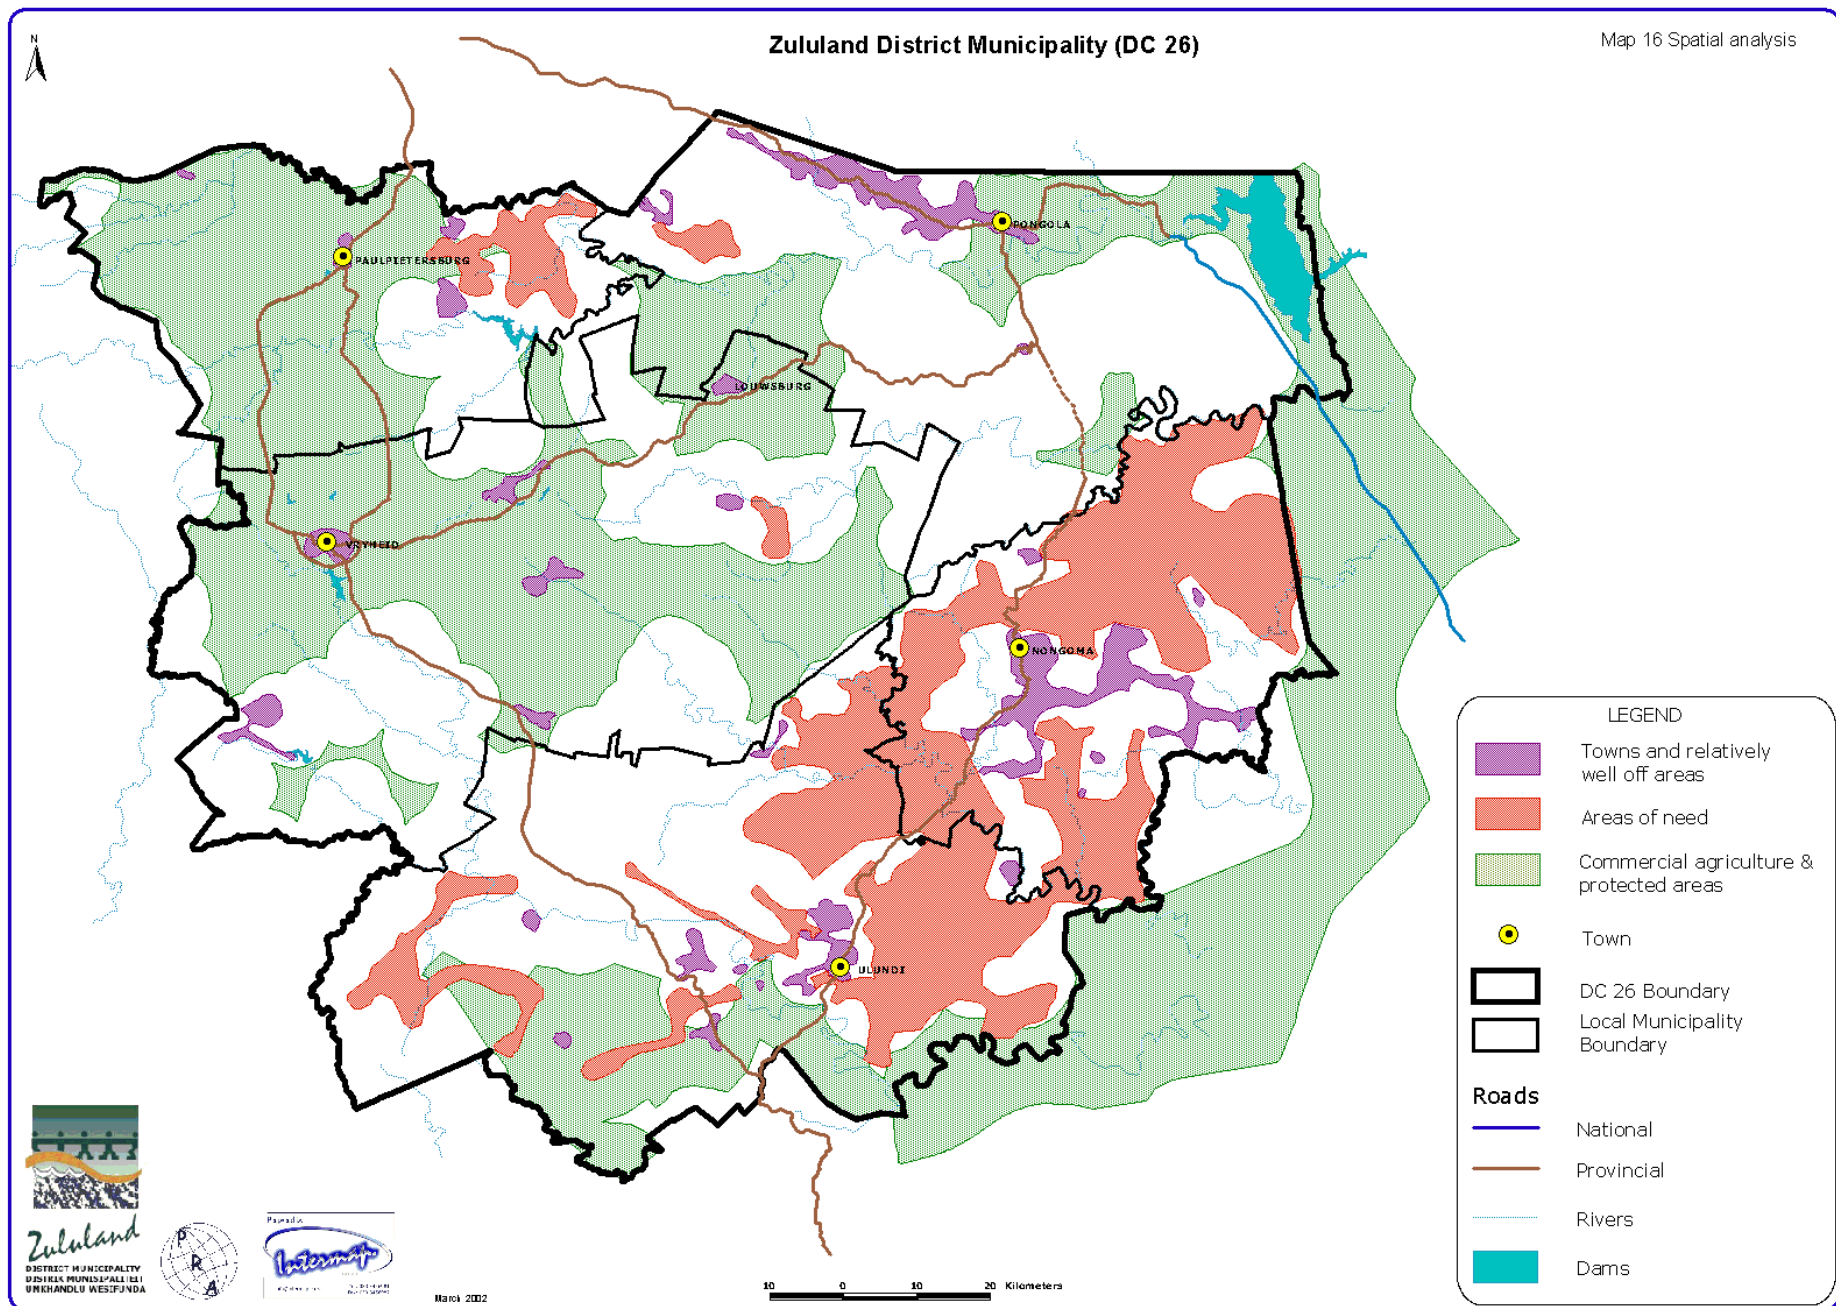 N
Zululand District Municipality (DC 26)
Map 16 Spatial analysis
PONGOLA
PAULPIETERSBURG
LOUWSBURG
VRYHEID
NONGOMA
ULUNDI
LEGEND
Towns and relatively
well off areas
Areas of need
Commercial agriculture &
protected areas
Town
DC 26 Boundary
Local Municipality
Boundary
Roads
National
Provincial
Rivers
Dams
Zululand
DISTRICT MUNICIPALITY
DISTRIK MUNISIPALITEIT
UMKHANDLU WESIFUNDA
P
R
A
Intermap
March 2002
10 0 10 20 Kilometers